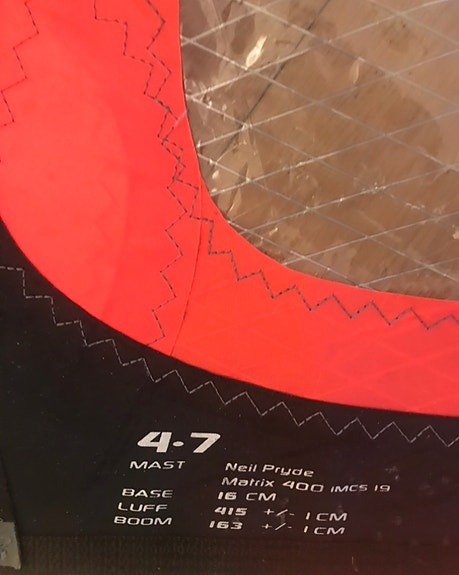 4.7
MAST Neil Pryde
Matrix 400 IMCS 19
BASE 16 CM
LUFF 415 +/- 1 CM
BOOM 163 +/- 1 CM